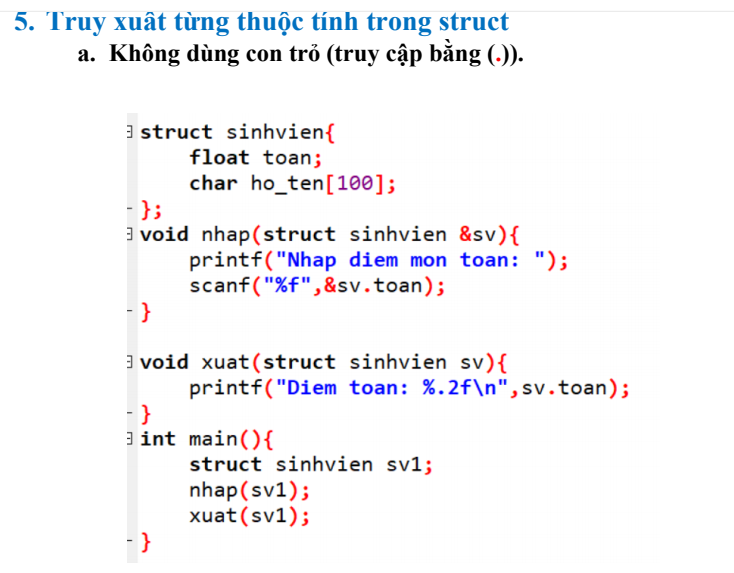 5. Truy xuất từng thuộc tính trong struct
a. Không dùng con trỏ (truy cập bằng (.)).
struct sinhvien{
float toan;
char ho_ten[100];
};
void nhap(struct sinhvien &sv){
printf("Nhap diem mon toan: ");
scanf("%f",&sv.toan);
}
void xuat(struct sinhvien sv){
printf("Diem toan: %.2f\n",sv.toan);
}
int main(){
struct sinhvien sv1;
nhap(sv1);
xuat(sv1);
}